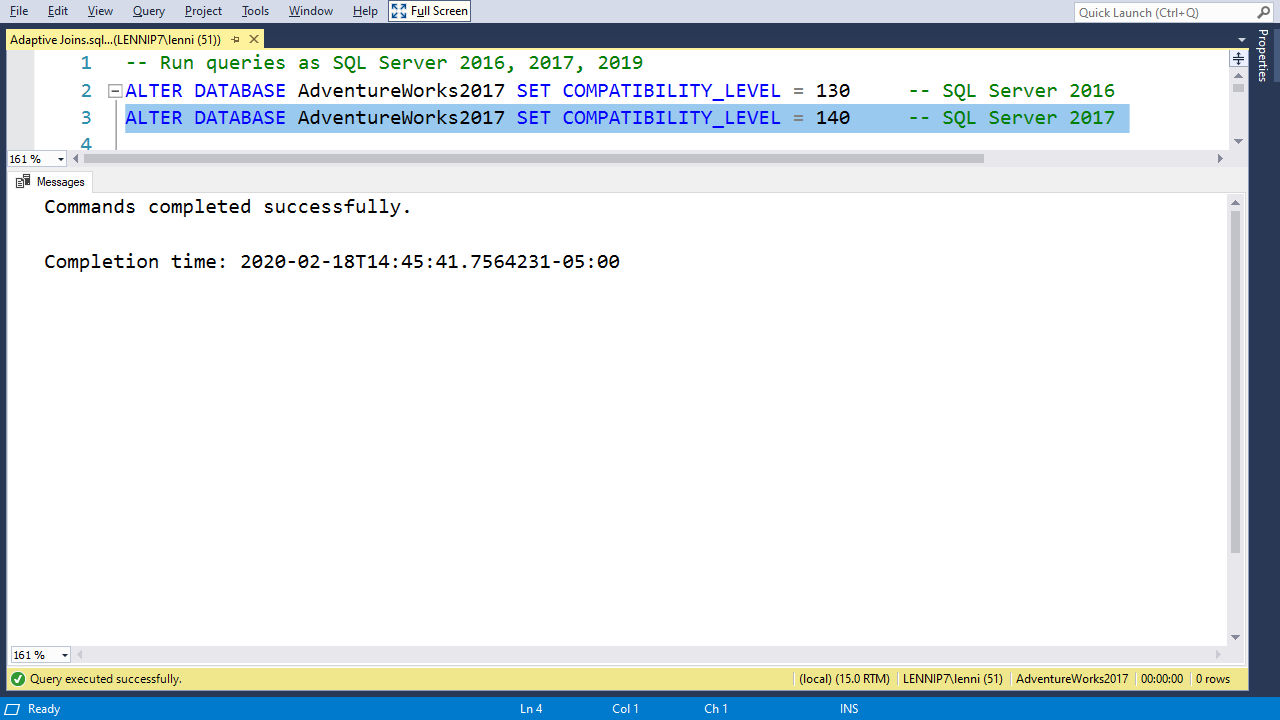 File Edit View Query Project Tools Window Help Full Screen
Quick Launch (Ctrl+Q)
Adaptive Joins.sql...(LENNIP7\lenni (51))
Properties
1 -- Run queries as SQL Server 2016, 2017, 2019
2 ALTER DATABASE AdventureWorks2017 SET COMPATIBILITY_LEVEL = 130 -- SQL Server 2016
3 ALTER DATABASE AdventureWorks2017 SET COMPATIBILITY_LEVEL = 140 -- SQL Server 2017
4
161 %
Messages
Commands completed successfully.
Completion time: 2020-02-18T14:45:41.7564231-05:00
161 %
Query executed successfully. (local) (15.0 RTM) LENNIP7\lenni (51) AdventureWorks2017 00:00:00 0 rows
Ready Ln 4 Col 1 Ch 1 INS